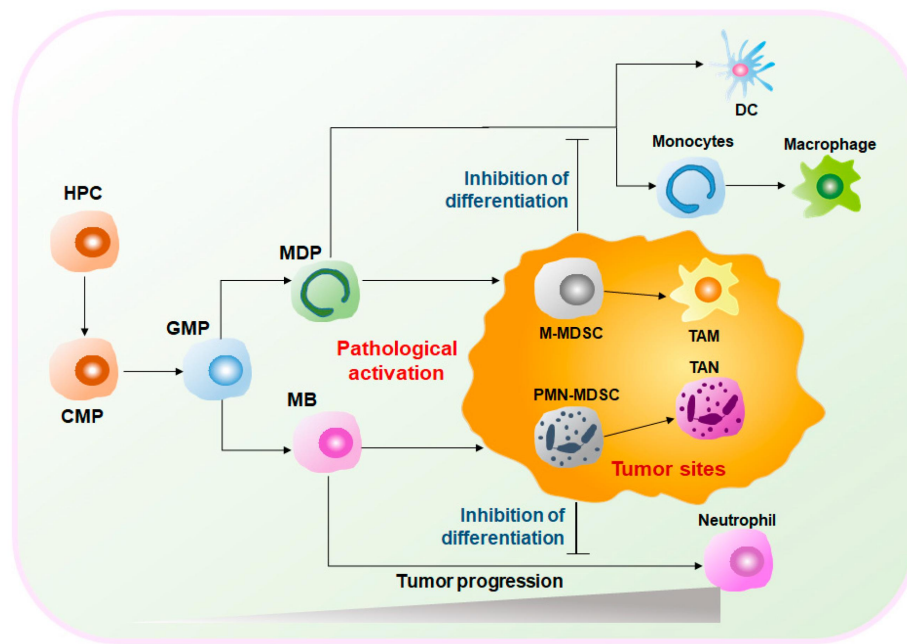 DC
Monocytes
Macrophage
Inhibition of
differentiation
HPC
MDP
GMP
M-MDSC
TAM
Pathological
activation
TAN
CMP
MB
PMN-MDSC
Tumor sites
Inhibition of
differentiation
Neutrophil
Tumor progression